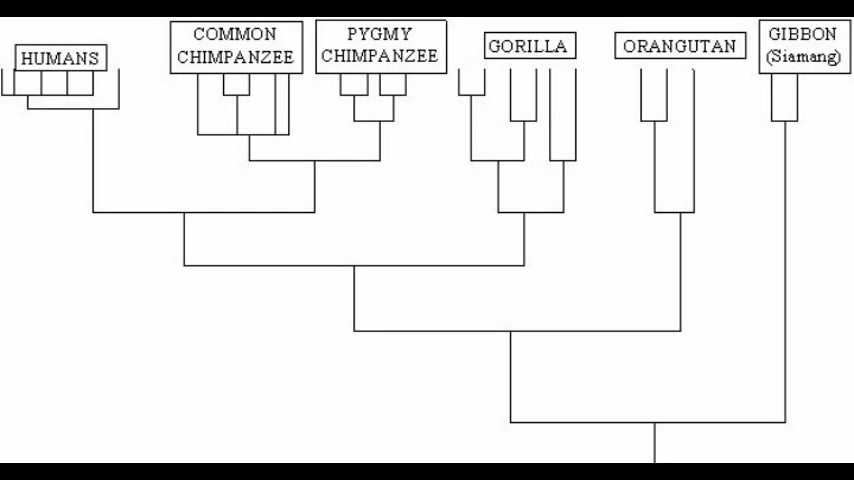 HUMANS
COMMON
CHIMPANZEE
PYGMY
CHIMPANZEE
GORILLA
ORANGUTAN
GIBBON
(Siamang)